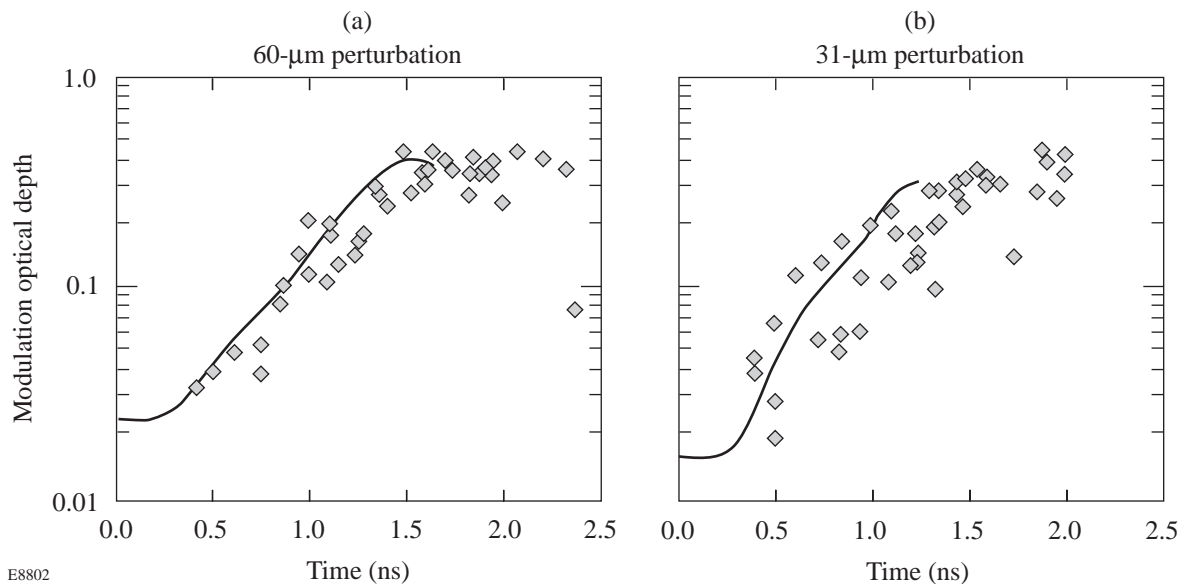 (a)
60-μm perturbation
(b)
31-μm perturbation
Modulation optical depth
1.0
0.1
0.01
0.0 0.5 1.0 1.5 2.0 2.5
0.0 0.5 1.0 1.5 2.0 2.5
Time (ns)
Time (ns)
E8802